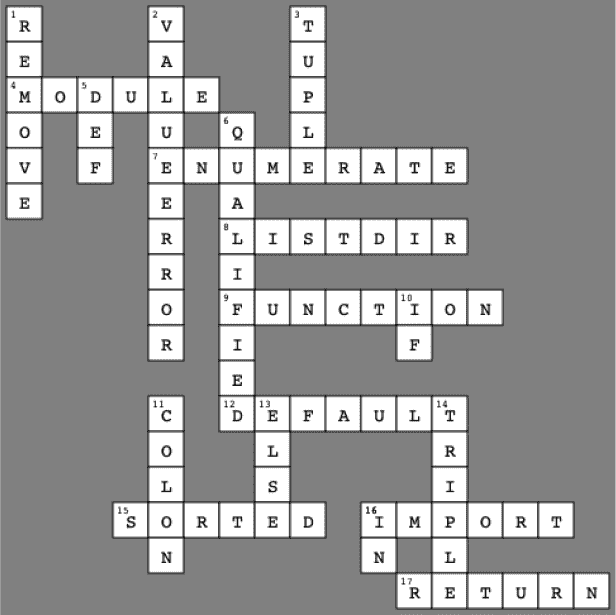 1 R 2 V 3 T
E A U
4 M O 5 D U L E P
O E U 6 Q L
V F 7 E N U M E R A T E
E E A
R 8 L I S T D I R
R I
O 9 F U N C T 10 I O N
R I F
E
11 C 12 D 13 E F A U L 14 T
O L R
L S I
15 S O R T E D 16 I M P O R T
N N L
17 R E T U R N